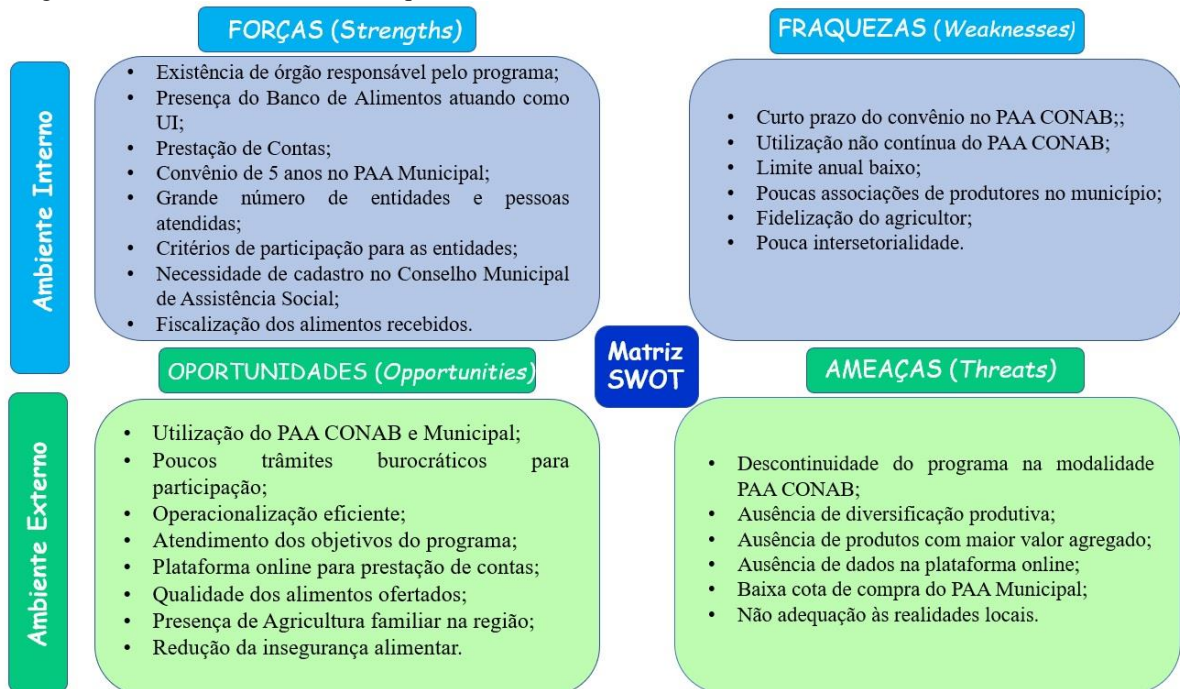 FORÇAS (Strengths)
• Existência de órgão responsável pelo programa;
• Presença do Banco de Alimentos atuando como
UI;
• Prestação de Contas;
• Convênio de 5 anos no PAA Municipal;
• Grande número de entidades e pessoas
atendidas;
• Critérios de participação para as entidades;
• Necessidade de cadastro no Conselho Municipal
de Assistência Social;
• Fiscalização dos alimentos recebidos.
FRAQUEZAS (Weaknesses)
• Curto prazo do convênio no PAA CONAB;;
• Utilização não contínua do PAA CONAB;
• Limite anual baixo;
• Poucas associações de produtores no município;
• Fidelização do agricultor;
• Pouca intersetorialidade.
Ambiente Interno
Matriz
SWOT
OPORTUNIDADES (Opportunities)
• Utilização do PAA CONAB e Municipal;
• Poucos trâmites burocráticos para
participação;
• Operacionalização eficiente;
• Atendimento dos objetivos do programa;
• Plataforma online para prestação de contas;
• Qualidade dos alimentos ofertados;
• Presença de Agricultura familiar na região;
• Redução da insegurança alimentar.
AMEAÇAS (Threats)
• Descontinuidade do programa na modalidade
PAA CONAB;
• Ausência de diversificação produtiva;
• Ausência de produtos com maior valor agregado;
• Ausência de dados na plataforma online;
• Baixa cota de compra do PAA Municipal;
• Não adequação às realidades locais.
Ambiente Externo